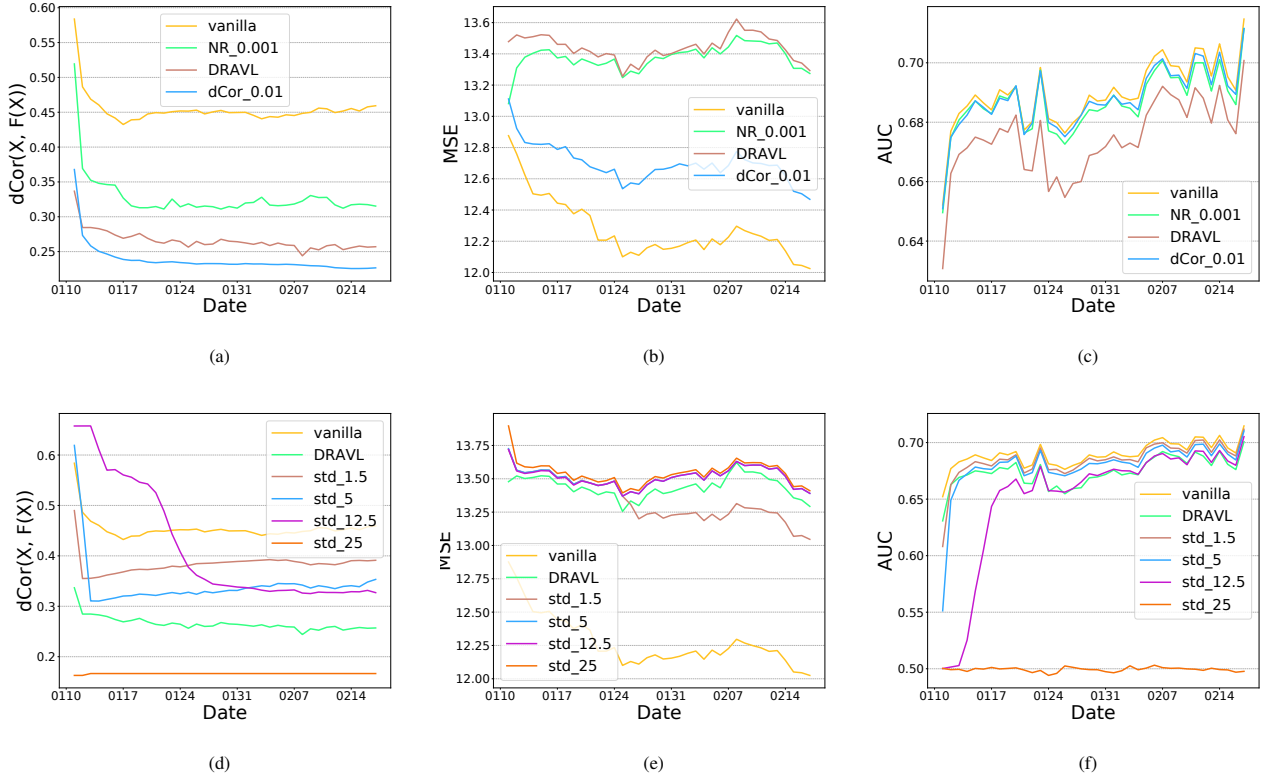 0.60
0.55
0.50
0.45
0.40
0.35
0.30
0.25
dCor(X, F(X))
vanilla
NR_0.001
DRAVL
dCor_0.01
0110 0117 0124 0131 0207 0214
Date
(a)
13.6
13.4
13.2
13.0
12.8
12.6
12.4
12.2
12.0
MSE
vanilla
NR_0.001
DRAVL
dCor_0.01
0110 0117 0124 0131 0207 0214
Date
(b)
0.70
0.68
0.66
0.64
AUC
vanilla
NR_0.001
DRAVL
dCor_0.01
0110 0117 0124 0131 0207 0214
Date
(c)
0.6
0.5
0.4
0.3
0.2
dCor(X, F(X))
vanilla
DRAVL
std_1.5
std_5
std_12.5
std_25
0110 0117 0124 0131 0207 0214
Date
(d)
13.75
13.50
13.25
13.00
12.75
12.50
12.25
12.00
MSE
vanilla
DRAVL
std_1.5
std_5
std_12.5
std_25
0110 0117 0124 0131 0207 0214
Date
(e)
0.70
0.65
0.60
0.55
0.50
AUC
vanilla
DRAVL
std_1.5
std_5
std_12.5
std_25
0110 0117 0124 0131 0207 0214
Date
(f)